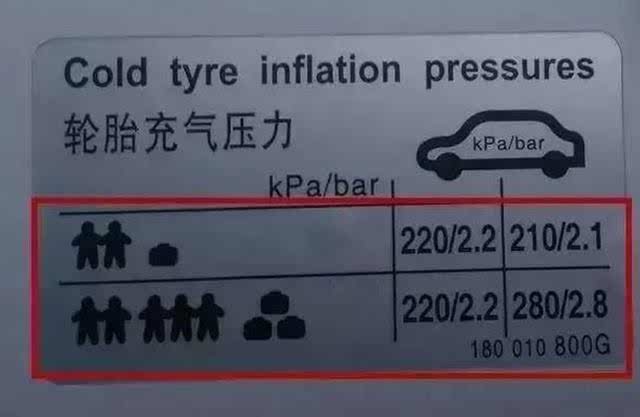 Cold tyre inflation pressures
轮胎充气压力
kPa/bar
kPa/bar
220/2.2 210/2.1
220/2.2 280/2.8
180 010 800G